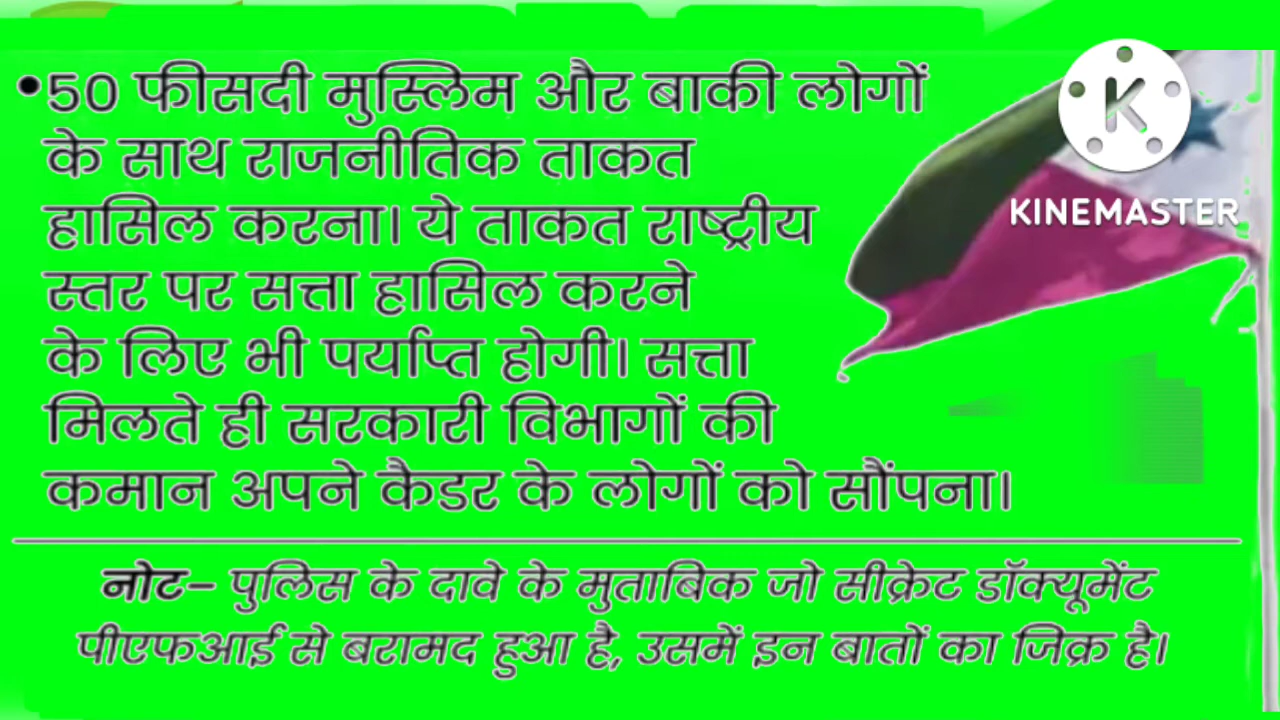 •50 फीसदी मुस्लिम और बाकी लोगों
के साथ राजनीतिक ताकत
हासिल करना। ये ताकत राष्ट्रीय
स्तर पर सत्ता हासिल करने
के लिए भी पर्याप्त होगी। सत्ता
मिलते ही सरकारी विभागों की
कमान अपने कैडर के लोगों को सौंपना।
नोट– पुलिस के दावे के मुताबिक जो सीक्रेट डॉक्यूमेंट
पीएफआई से बरामद हुआ है, उसमें इन बातों का जिक्र है।
K
KINEMASTER